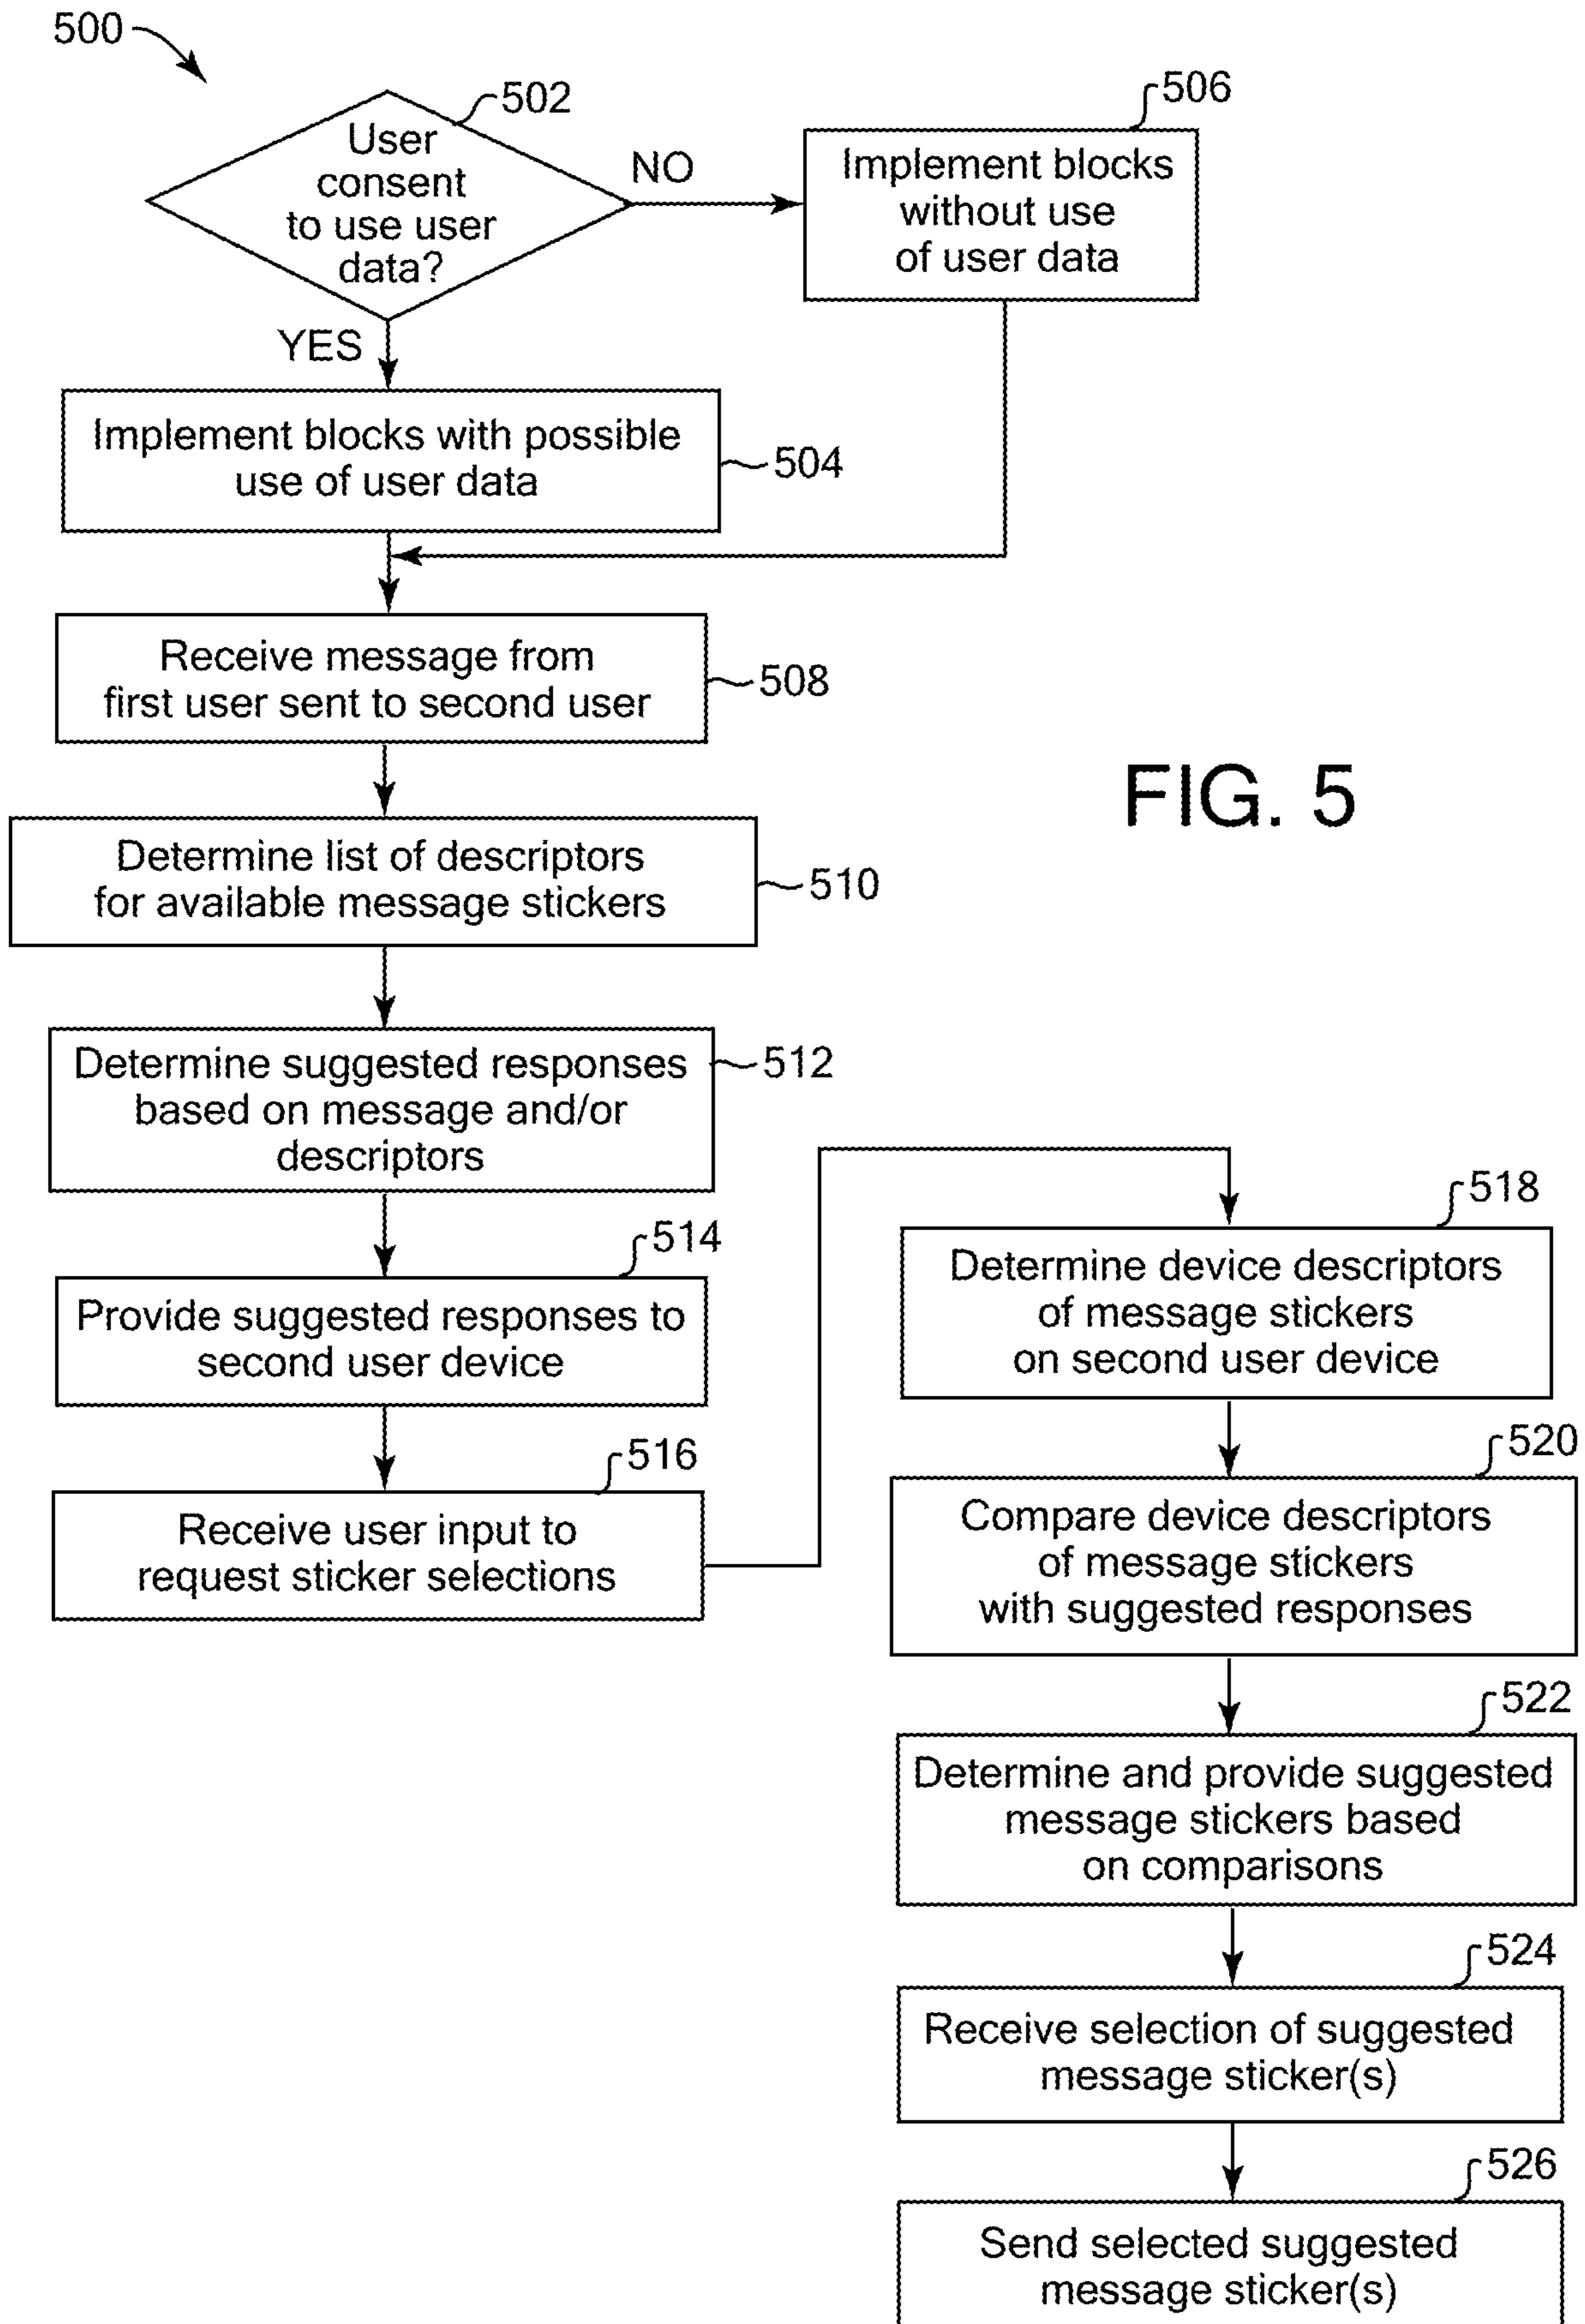 500
502
User
consent
to use user
data?
NO
YES
506
Implement blocks
without use
of user data
Implement blocks with possible
use of user data
504
Receive message from
first user sent to second user
508
FIG. 5
Determine list of descriptors
for available message stickers
510
Determine suggested responses
based on message and/or
descriptors
512
514
Provide suggested responses to
second user device
516
Receive user input to
request sticker selections
518
Determine device descriptors
of message stickers
on second user device
520
Compare device descriptors
of message stickers
with suggested responses
522
Determine and provide suggested
message stickers based
on comparisons
524
Receive selection of suggested
message sticker(s)
526
Send selected suggested
message sticker(s)